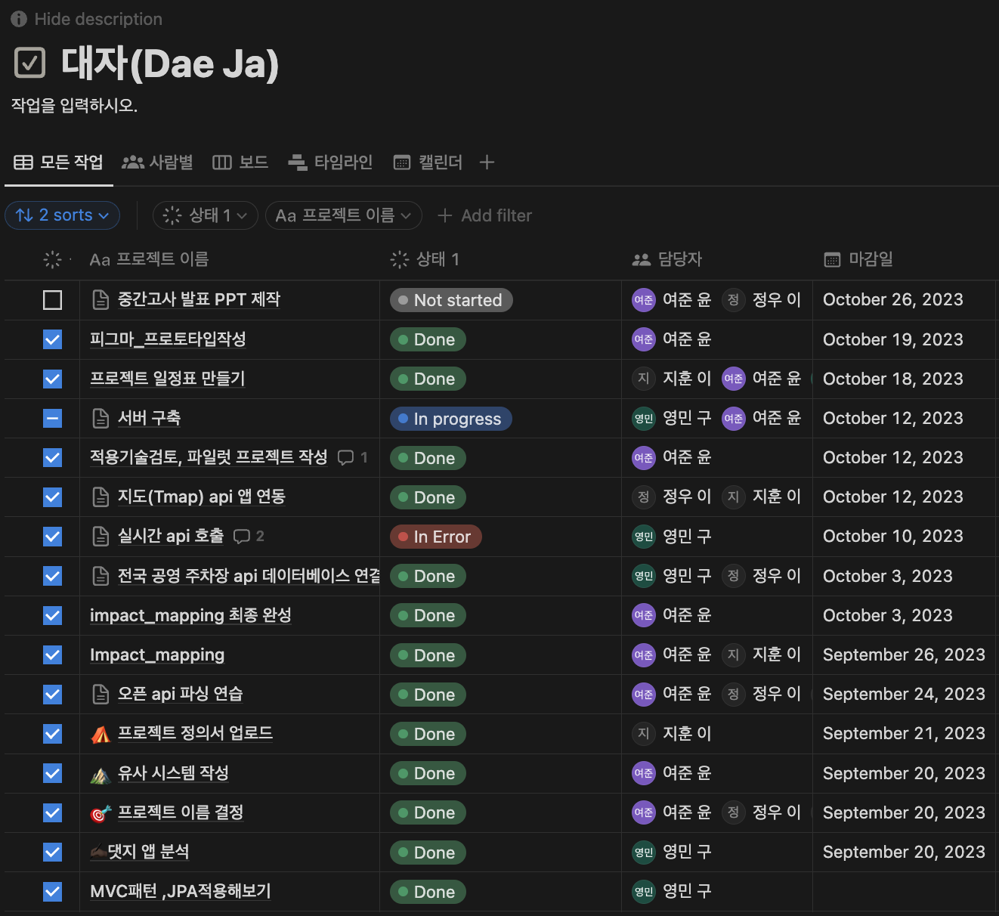 Hide description
대자(Dae Ja)
작업을 입력하시오.
모든 작업 사람별 보드 타임라인 캘린더
2 sorts 상태 1 Aa 프로젝트 이름 Add filter
Aa 프로젝트 이름 상태 1 담당자 마감일
중간고사 발표 PPT 제작 Not started 여준 여준 윤 정 정우 이 October 26, 2023
피그마_프로토타입작성 Done 여준 여준 윤 October 19, 2023
프로젝트 일정표 만들기 Done 지 지훈 이 여준 여준 윤 October 18, 2023
서버 구축 In progress 영민 영민 구 여준 여준 윤 October 12, 2023
적용기술검토, 파일럿 프로젝트 작성 1 Done 여준 여준 윤 October 12, 2023
지도(Tmap) api 앱 연동 Done 정 정우 이 지 지훈 이 October 12, 2023
실시간 api 호출 2 In Error 영민 영민 구 October 10, 2023
전국 공영 주차장 api 데이터베이스 연결 Done 영민 영민 구 정 정우 이 October 3, 2023
impact_mapping 최종 완성 Done 여준 여준 윤 October 3, 2023
Impact_mapping Done 여준 여준 윤 지 지훈 이 September 26, 2023
오픈 api 파싱 연습 Done 여준 여준 윤 정 정우 이 September 24, 2023
프로젝트 정의서 업로드 Done 지 지훈 이 September 21, 2023
유사 시스템 작성 Done 여준 여준 윤 September 20, 2023
프로젝트 이름 결정 Done 여준 여준 윤 정 정우 이 September 20, 2023
댓지 앱 분석 Done 영민 영민 구 September 20, 2023
MVC패턴 ,JPA적용해보기 Done 영민 영민 구